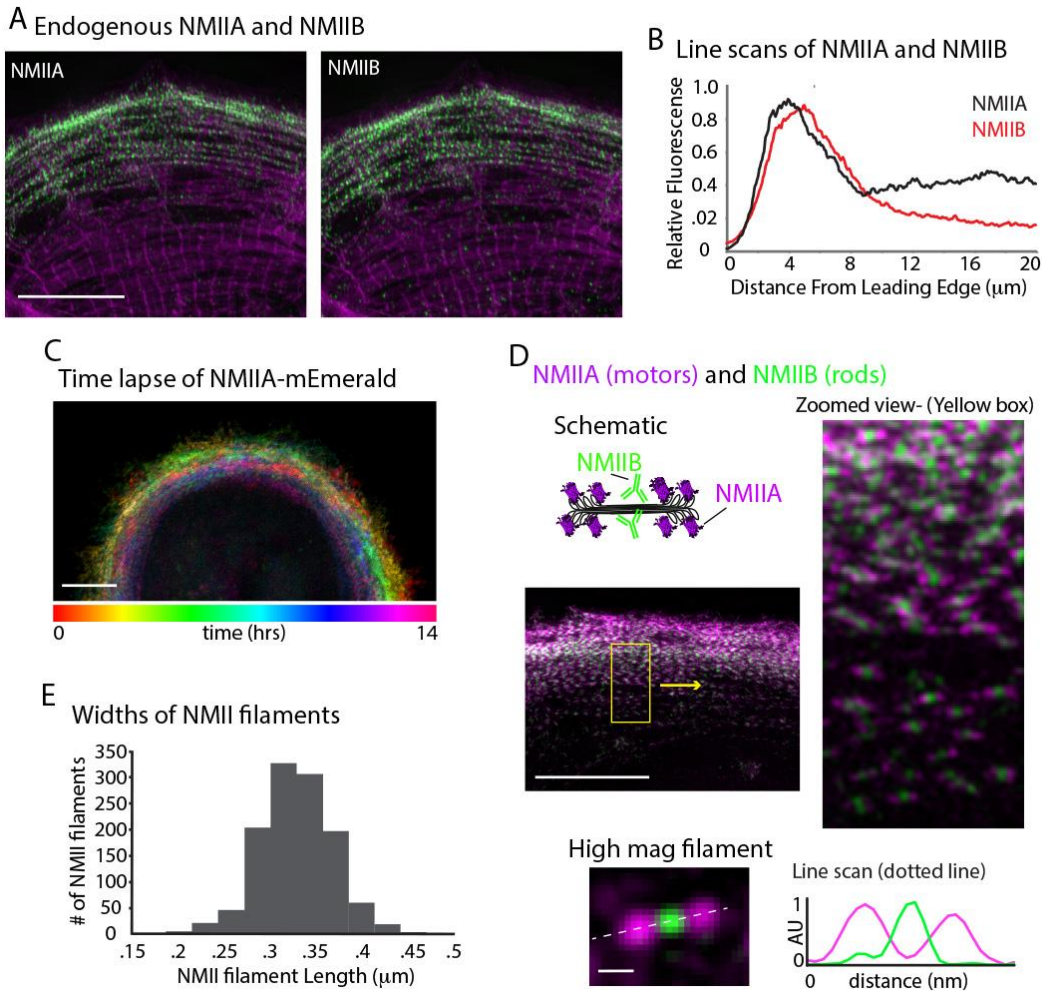 A Endogenous NMIIA and NMIIB
NMIIA
NMIIB
B Line scans of NMIIA and NMIIB
Relative Fluorescense
1.0
0.8
0.6
0.4
.02
0
NMIIA
NMIIB
0 4 8 12 16 20
Distance From Leading Edge (μm)
C
Time lapse of NMIIA-mEmerald
0 time (hrs) 14
D
NMIIA (motors) and NMIIB (rods)
Schematic
NMIIB
NMIIA
Zoomed view- (Yellow box)
High mag filament
Line scan (dotted line)
AU
1
0
0 distance (nm)
E Widths of NMII filaments
# of NMII filaments
350
300
250
200
150
100
50
0
.15 .2 .25 .3 .35 .4 .45 .5
NMII filament Length (μm)